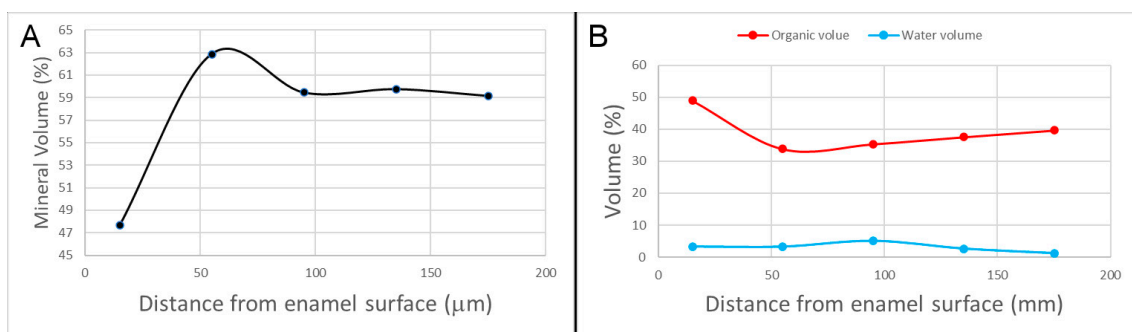 A
65
63
61
59
57
55
53
51
49
47
45
Mineral Volume (%)
0 50 100 150 200
Distance from enamel surface (μm)
B
Organic volue Water volume
60
50
40
30
20
10
0
Volume (%)
0 50 100 150 200
Distance from enamel surface (mm)